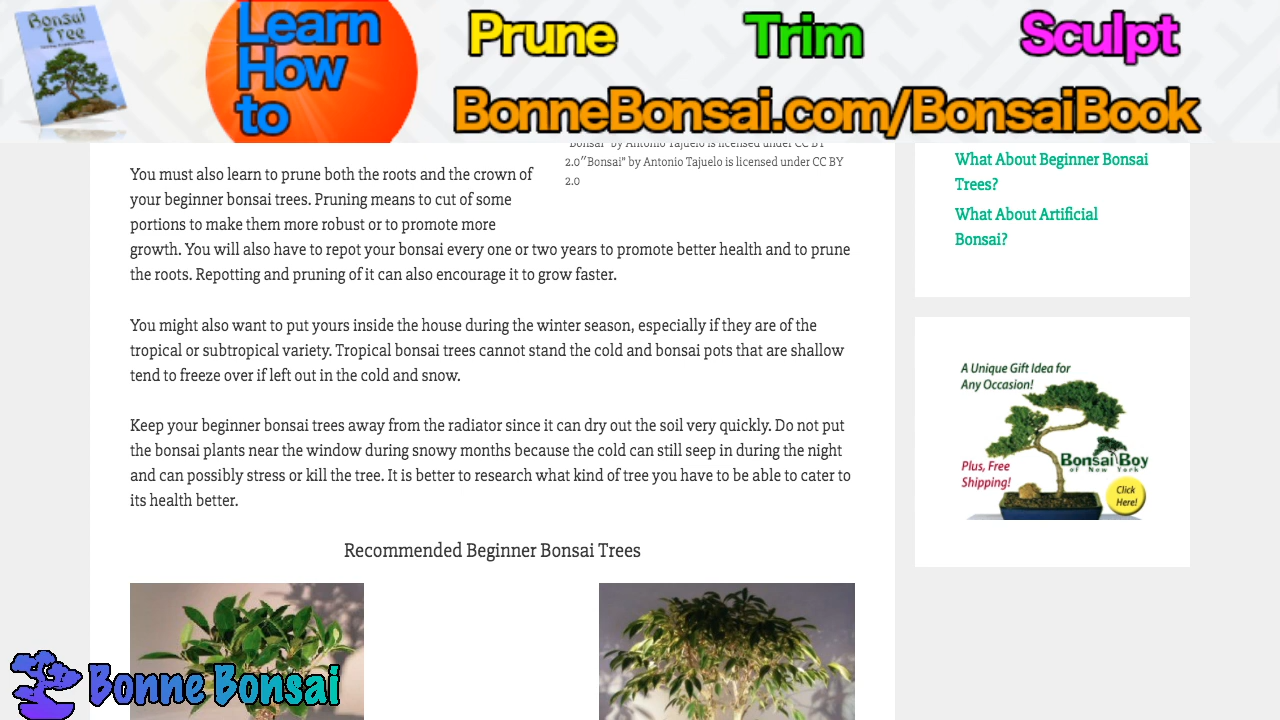 Bonsai
Tree
Learn
How
to
Prune
Trim
Sculpt
BonneBonsai.com/BonsaiBook
"Bonsai" by Antonio Tajuelo is licensed under CC BY
2.0″Bonsai" by Antonio Tajuelo is licensed under CC BY
2.0
You must also learn to prune both the roots and the crown of
your beginner bonsai trees. Pruning means to cut of some
portions to make them more robust or to promote more
growth. You will also have to repot your bonsai every one or two years to promote better health and to prune
the roots. Repotting and pruning of it can also encourage it to grow faster.
You might also want to put yours inside the house during the winter season, especially if they are of the
tropical or subtropical variety. Tropical bonsai trees cannot stand the cold and bonsai pots that are shallow
tend to freeze over if left out in the cold and snow.
Keep your beginner bonsai trees away from the radiator since it can dry out the soil very quickly. Do not put
the bonsai plants near the window during snowy months because the cold can still seep in during the night
and can possibly stress or kill the tree. It is better to research what kind of tree you have to be able to cater to
its health better.
Recommended Beginner Bonsai Trees
What About Beginner Bonsai
Trees?
What About Artificial
Bonsai?
A Unique Gift Idea for
Any Occasion!
Bonsai Boy
of New York
Plus, Free
Shipping!
Click
Here!
Bonne Bonsai